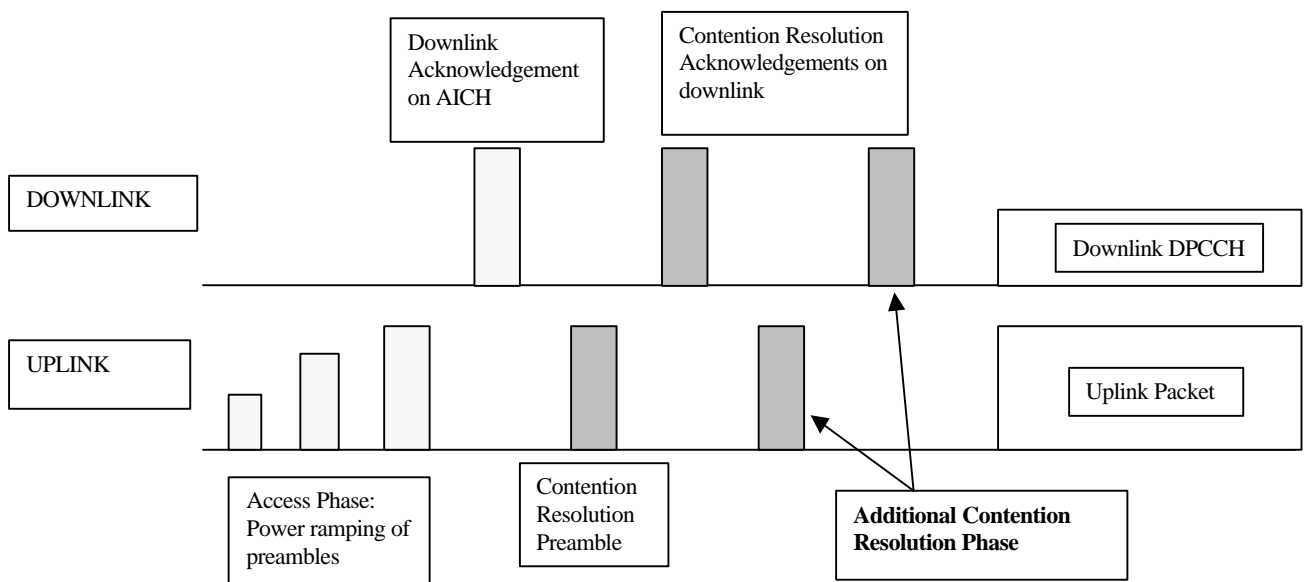 Downlink
Acknowledgement
on AICH
Contention Resolution
Acknowledgements on
downlink
DOWNLINK
Downlink DPCCH
UPLINK
Uplink Packet
Access Phase:
Power ramping of
preambles
Contention
Resolution
Preamble
Additional Contention
Resolution Phase